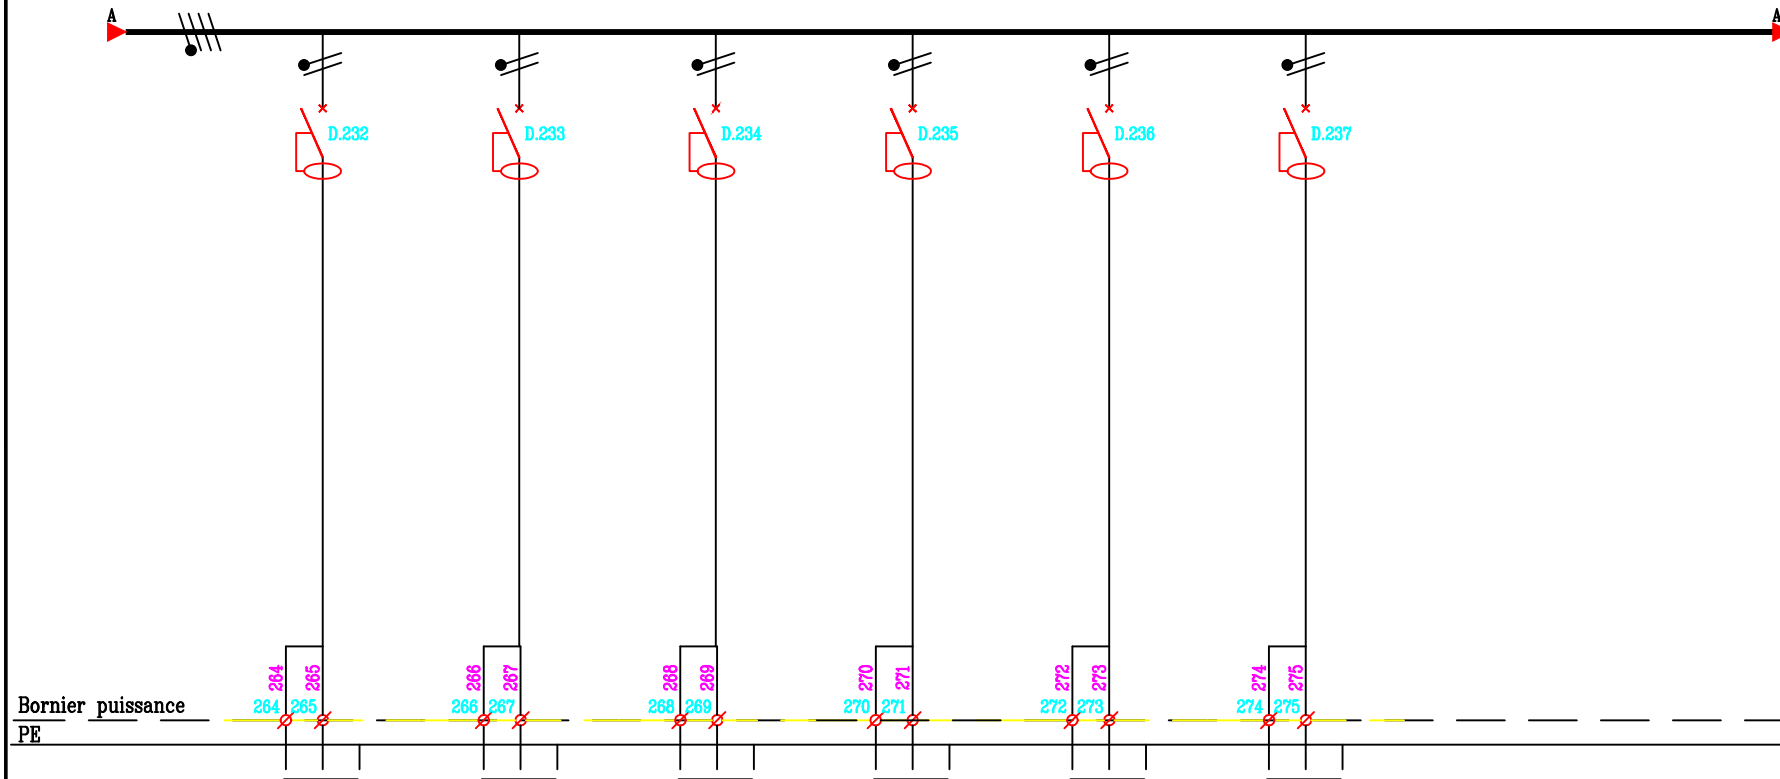 A A
D.232 D.233 D.234 D.235 D.236 D.237
264 265 266 267 268 269 270 271 272 273 274 275
Bornier puissance 264 265 266 267 268 269 270 271 272 273 274 275
PE